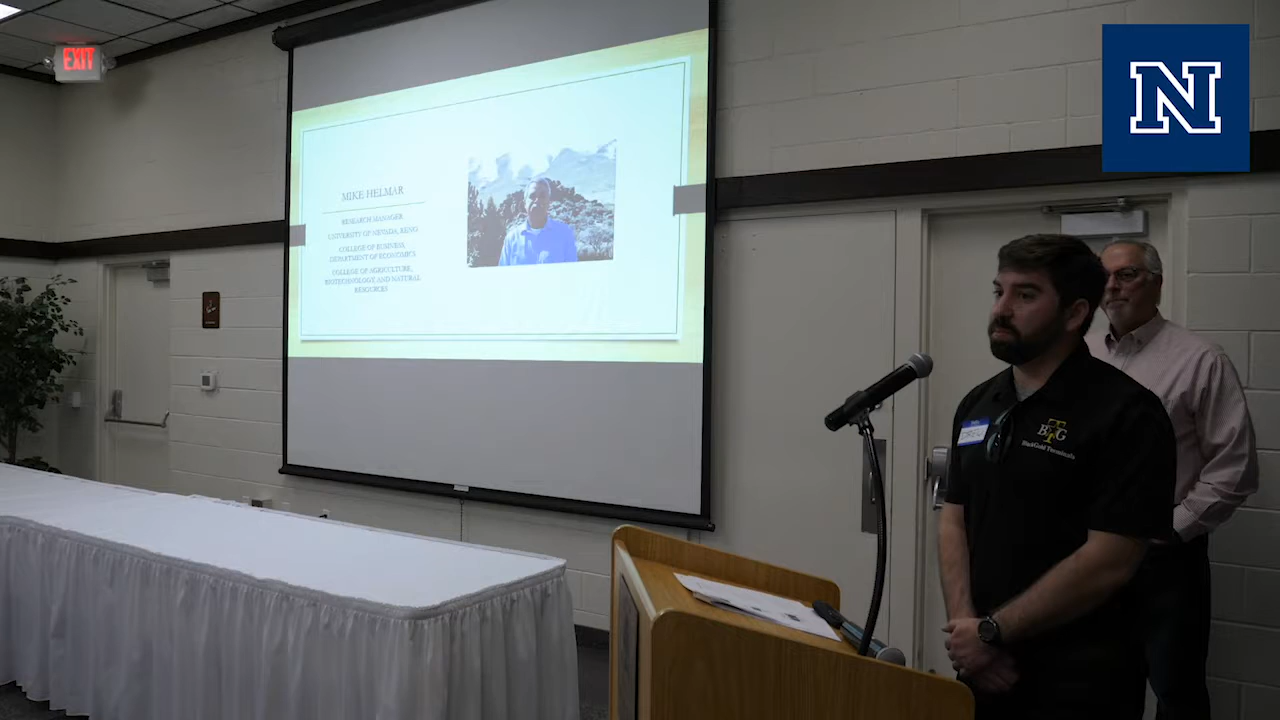 EXIT
N
MIKE HELMAR
RESEARCH MANAGER
UNIVERSITY OF NEVADA, RENO
COLLEGE OF BUSINESS,
DEPARTMENT OF ECONOMICS
COLLEGE OF AGRICULTURE,
BIOTECHNOLOGY, AND NATURAL
RESOURCES
BTG
BlackGold Terminals